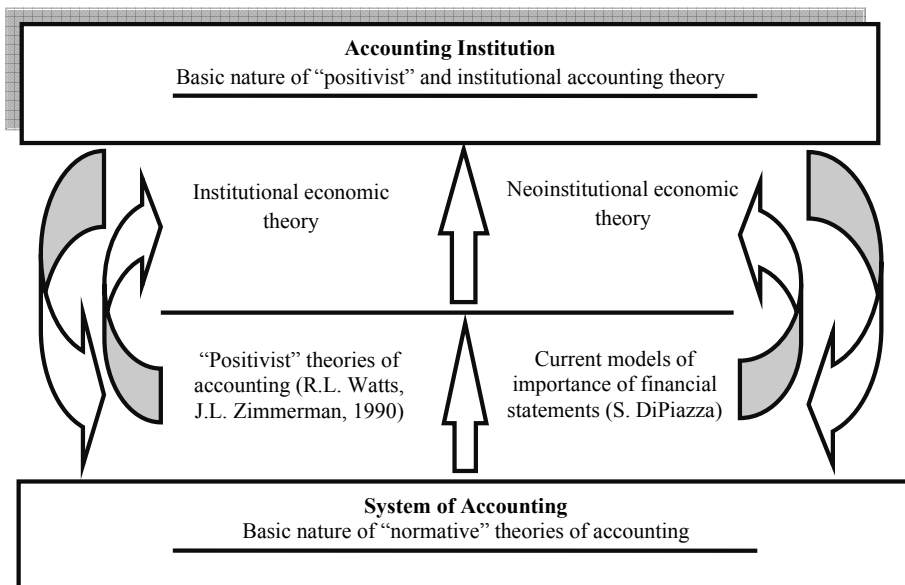 Accounting Institution
Basic nature of “positivist” and institutional accounting theory
Institutional economic
theory
Neoinstitutional economic
theory
“Positivist” theories of
accounting (R.L. Watts,
J.L. Zimmerman, 1990)
Current models of
importance of financial
statements (S. DiPiazza)
System of Accounting
Basic nature of “normative” theories of accounting